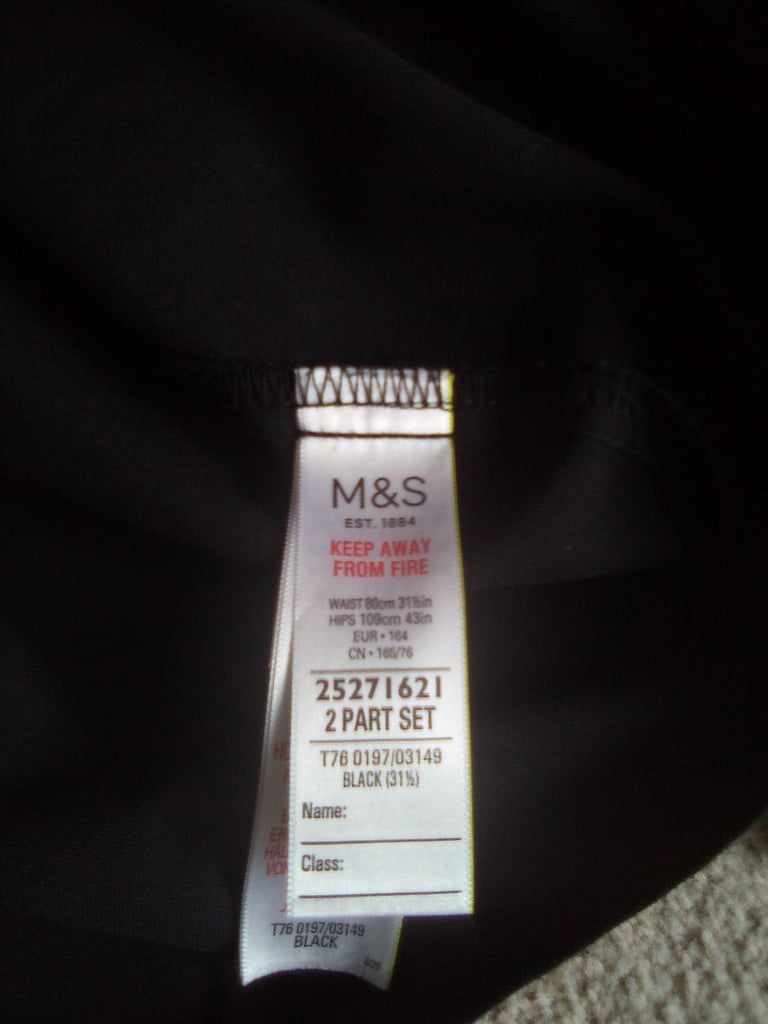 M&S
EST. 1884
KEEP AWAY
FROM FIRE
WAIST 80cm 31½in
HIPS 109cm 43in
EUR • 164
CN • 165/76
25271621
2 PART SET
T76 0197/03149
BLACK (31½)
Name:
Class:
T76 0197/03149
BLACK